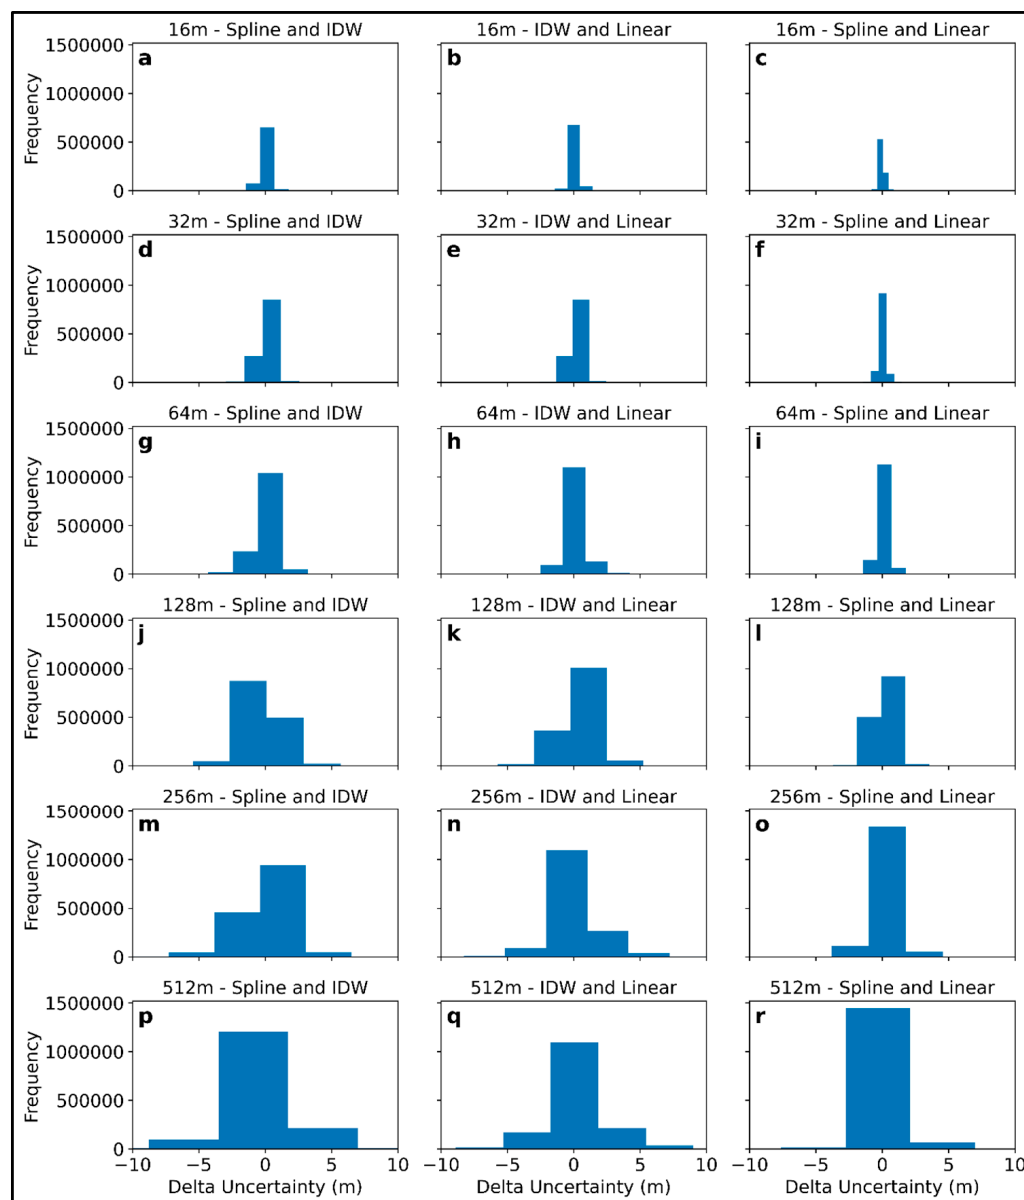 16m - Spline and IDW
16m - IDW and Linear
16m - Spline and Linear
1500000
1000000
500000
0
Frequency
a
b
c
32m - Spline and IDW
32m - IDW and Linear
32m - Spline and Linear
1500000
1000000
500000
0
Frequency
d
e
f
64m - Spline and IDW
64m - IDW and Linear
64m - Spline and Linear
1500000
1000000
500000
0
Frequency
g
h
i
128m - Spline and IDW
128m - IDW and Linear
128m - Spline and Linear
1500000
1000000
500000
0
Frequency
j
k
l
256m - Spline and IDW
256m - IDW and Linear
256m - Spline and Linear
1500000
1000000
500000
0
Frequency
m
n
o
512m - Spline and IDW
512m - IDW and Linear
512m - Spline and Linear
1500000
1000000
500000
0
Frequency
p
q
r
−10 −5 0 5 10
−10 −5 0 5 10
−10 −5 0 5 10
Delta Uncertainty (m)
Delta Uncertainty (m)
Delta Uncertainty (m)